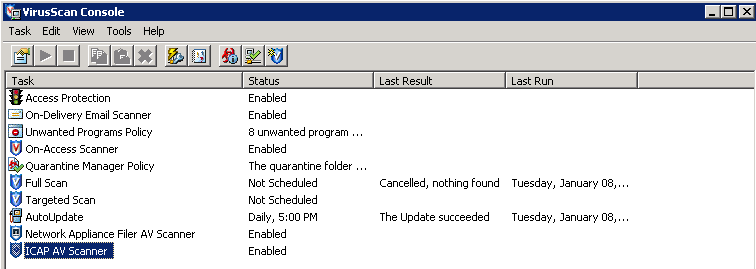 VirusScan Console
Task Edit View Tools Help
Task Status Last Result Last Run
Access Protection Enabled
On-Delivery Email Scanner Enabled
Unwanted Programs Policy 8 unwanted program ...
On-Access Scanner Enabled
Quarantine Manager Policy The quarantine folder ...
Full Scan Not Scheduled Cancelled, nothing found Tuesday, January 08,...
Targeted Scan Not Scheduled
AutoUpdate Daily, 5:00 PM The Update succeeded Tuesday, January 08,...
Network Appliance Filer AV Scanner Enabled
ICAP AV Scanner Enabled